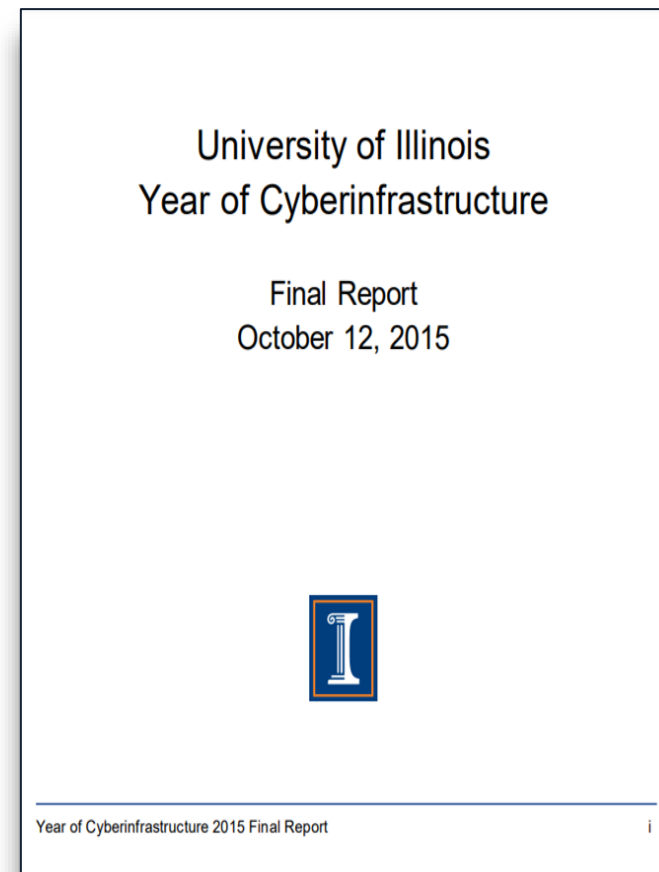 University of Illinois
Year of Cyberinfrastructure
Final Report
October 12, 2015
I
Year of Cyberinfrastructure 2015 Final Report i